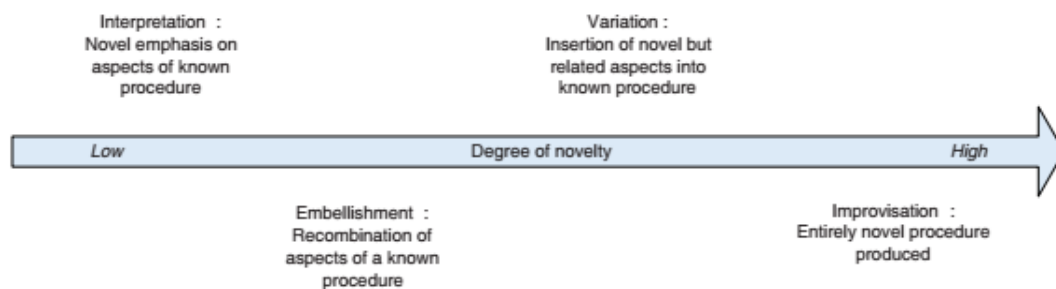 Interpretation :
Novel emphasis on
aspects of known
procedure
Variation :
Insertion of novel but
related aspects into
known procedure
Low
Degree of novelty
High
Embellishment :
Recombination of
aspects of a known
procedure
Improvisation :
Entirely novel procedure
produced